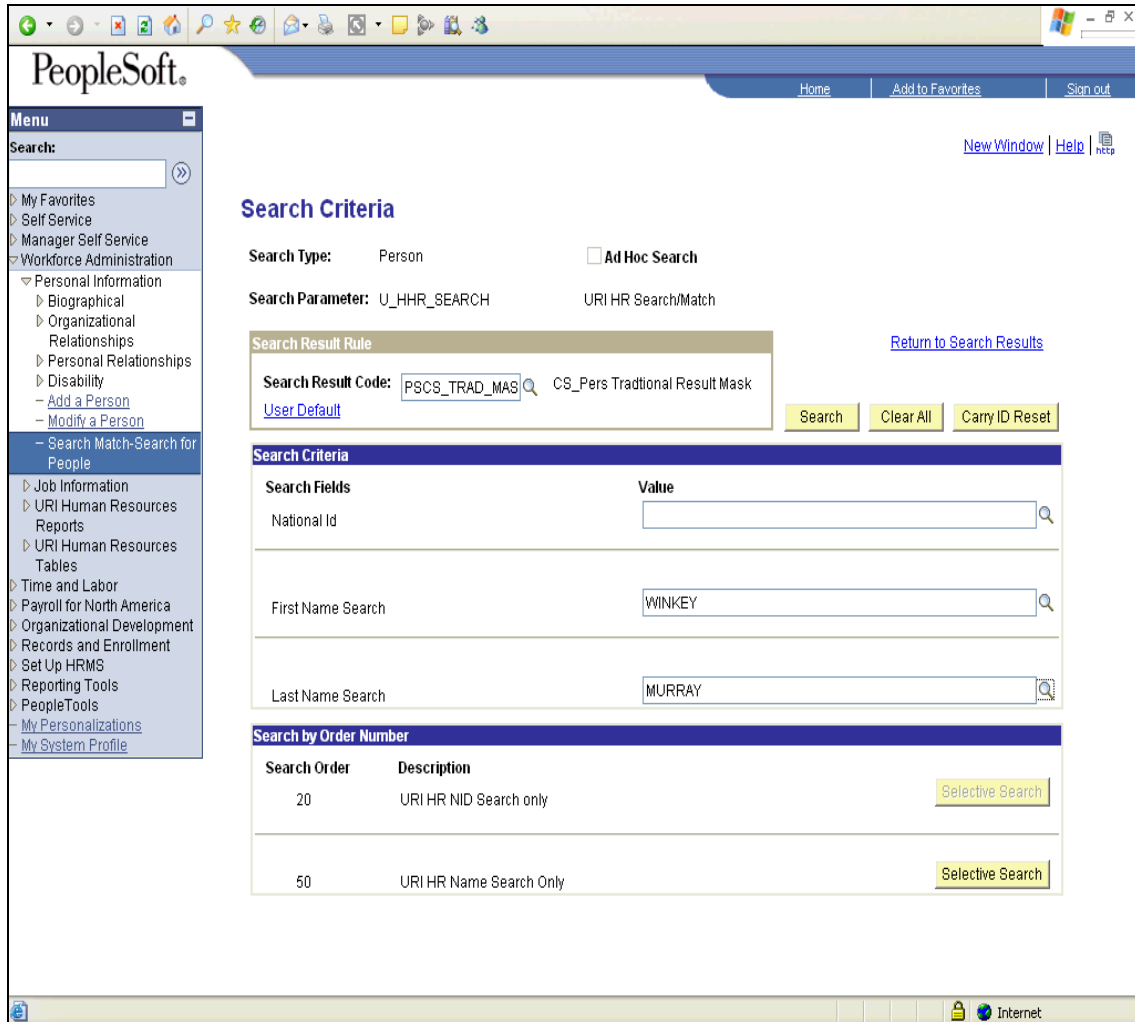 PeopleSoft®
Home
Add to Favorites
Sign out
Menu
Search:
My Favorites
Self Service
Manager Self Service
Workforce Administration
Personal Information
Biographical
Organizational
Relationships
Personal Relationships
Disability
– Add a Person
– Modify a Person
– Search Match-Search for
People
Job Information
URI Human Resources
Reports
URI Human Resources
Tables
Time and Labor
Payroll for North America
Organizational Development
Records and Enrollment
Set Up HRMS
Reporting Tools
PeopleTools
– My Personalizations
– My System Profile
New Window | Help | http
Search Criteria
Search Type: Person Ad Hoc Search
Search Parameter: U_HHR_SEARCH URI HR Search/Match
Search Result Rule
Return to Search Results
Search Result Code: PSCS_TRAD_MAS CS_Pers Tradtional Result Mask
User Default
Search Clear All Carry ID Reset
Search Criteria
Search Fields Value
National Id
First Name Search WINKEY
Last Name Search MURRAY
Search by Order Number
Search Order Description
20 URI HR NID Search only Selective Search
50 URI HR Name Search Only Selective Search
Internet